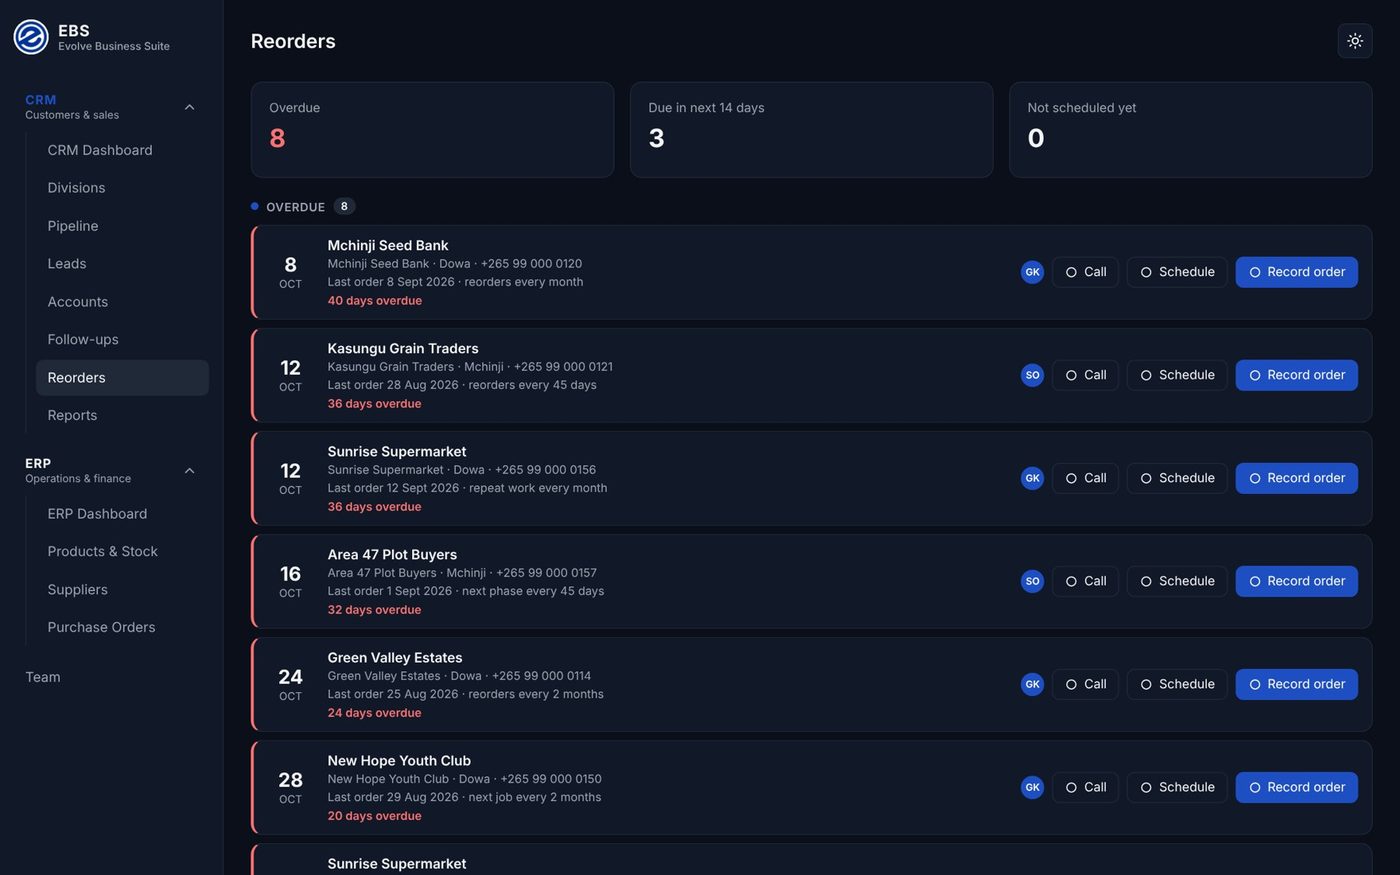 EBS
Evolve Business Suite
CRM
Customers & sales
CRM Dashboard
Divisions
Pipeline
Leads
Accounts
Follow-ups
Reorders
Reports
ERP
Operations & finance
ERP Dashboard
Products & Stock
Suppliers
Purchase Orders
Team
Reorders
Overdue
8
Due in next 14 days
3
Not scheduled yet
0
OVERDUE 8
8 OCT
Mchinji Seed Bank
Mchinji Seed Bank · Dowa · +265 99 000 0120
Last order 8 Sept 2026 · reorders every month
40 days overdue
GK Call Schedule Record order
12 OCT
Kasungu Grain Traders
Kasungu Grain Traders · Mchinji · +265 99 000 0121
Last order 28 Aug 2026 · reorders every 45 days
36 days overdue
SO Call Schedule Record order
12 OCT
Sunrise Supermarket
Sunrise Supermarket · Dowa · +265 99 000 0156
Last order 12 Sept 2026 · repeat work every month
36 days overdue
GK Call Schedule Record order
16 OCT
Area 47 Plot Buyers
Area 47 Plot Buyers · Mchinji · +265 99 000 0157
Last order 1 Sept 2026 · next phase every 45 days
32 days overdue
SO Call Schedule Record order
24 OCT
Green Valley Estates
Green Valley Estates · Dowa · +265 99 000 0114
Last order 25 Aug 2026 · reorders every 2 months
24 days overdue
GK Call Schedule Record order
28 OCT
New Hope Youth Club
New Hope Youth Club · Dowa · +265 99 000 0150
Last order 29 Aug 2026 · next job every 2 months
20 days overdue
GK Call Schedule Record order
Sunrise Supermarket